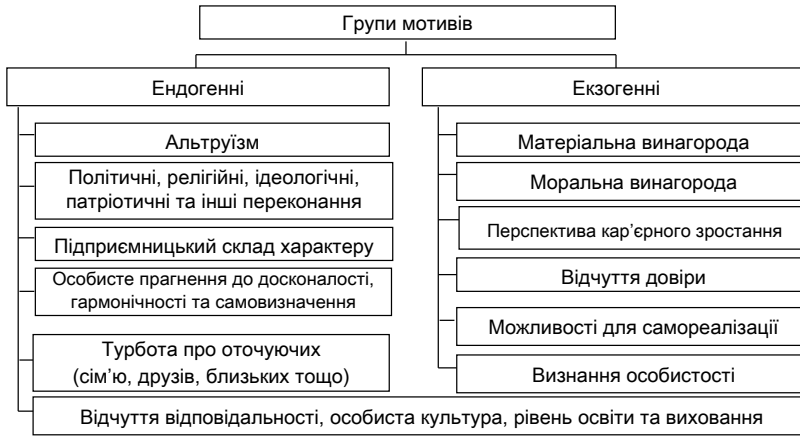 Групи мотивів
Ендогенні
Альтруїзм
Політичні, релігійні, ідеологічні,
патріотичні та інші переконання
Підприємницький склад характеру
Особисте прагнення до досконалості,
гармонічності та самовизначення
Турбота про оточуючих
(сім’ю, друзів, близьких тощо)
Відчуття відповідальності, особиста культура, рівень освіти та виховання
Екзогенні
Матеріальна винагорода
Моральна винагорода
Перспектива кар’єрного зростання
Відчуття довіри
Можливості для самореалізації
Визнання особистості